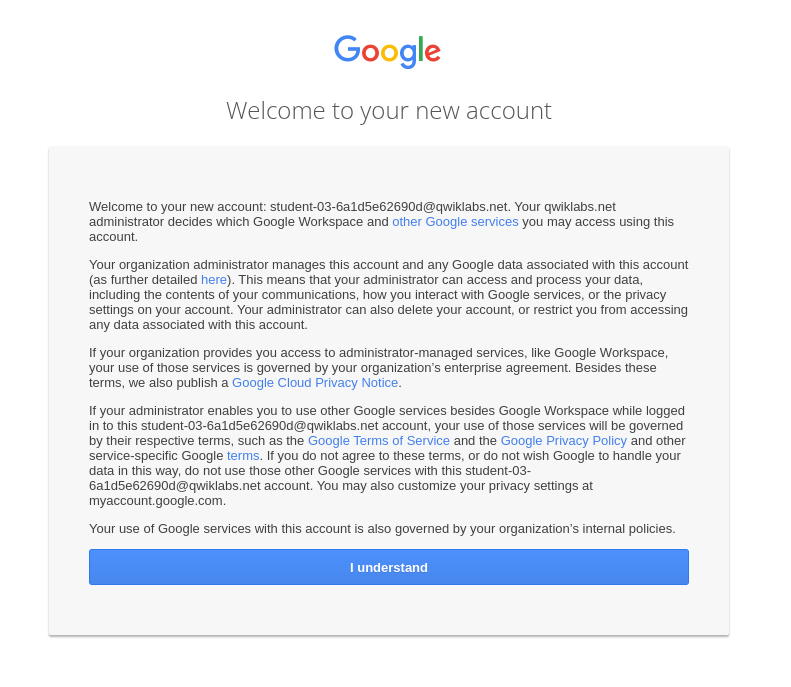 Google
Welcome to your new account
Welcome to your new account: student-03-6a1d5e62690d@qwiklabs.net. Your qwiklabs.net
administrator decides which Google Workspace and other Google services you may access using this
account.
Your organization administrator manages this account and any Google data associated with this account
(as further detailed here). This means that your administrator can access and process your data,
including the contents of your communications, how you interact with Google services, or the privacy
settings on your account. Your administrator can also delete your account, or restrict you from accessing
any data associated with this account.
If your organization provides you access to administrator-managed services, like Google Workspace,
your use of those services is governed by your organization’s enterprise agreement. Besides these
terms, we also publish a Google Cloud Privacy Notice.
If your administrator enables you to use other Google services besides Google Workspace while logged
in to this student-03-6a1d5e62690d@qwiklabs.net account, your use of those services will be governed
by their respective terms, such as the Google Terms of Service and the Google Privacy Policy and other
service-specific Google terms. If you do not agree to these terms, or do not wish Google to handle your
data in this way, do not use those other Google services with this student-03-
6a1d5e62690d@qwiklabs.net account. You may also customize your privacy settings at
myaccount.google.com.
Your use of Google services with this account is also governed by your organization’s internal policies.
I understand